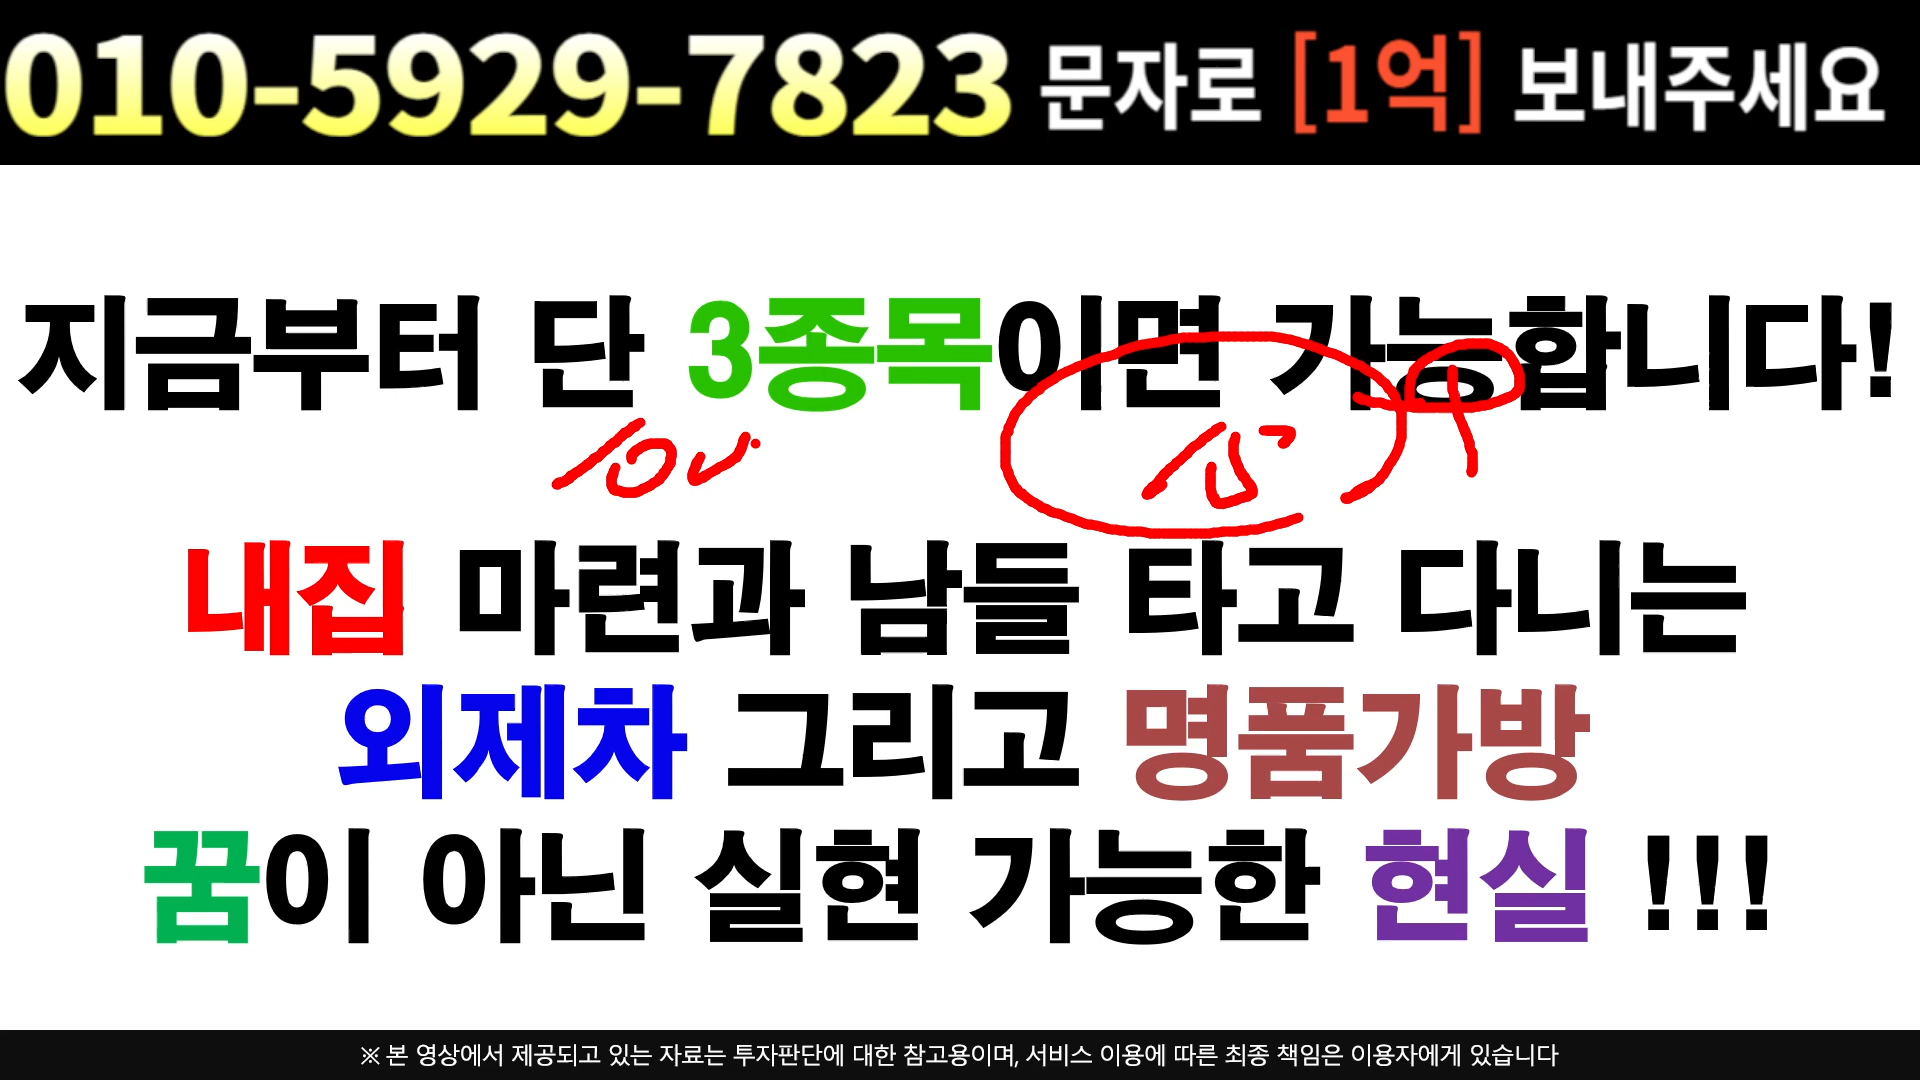 010-5929-7823 문자로 [1억] 보내주세요
지금부터 단 3종목이면 가능합니다!
내집 마련과 남들 타고 다니는
외제차 그리고 명품가방
꿈이 아닌 실현 가능한 현실 !!!
※ 본 영상에서 제공되고 있는 자료는 투자판단에 대한 참고용이며, 서비스 이용에 따른 최종 책임은 이용자에게 있습니다